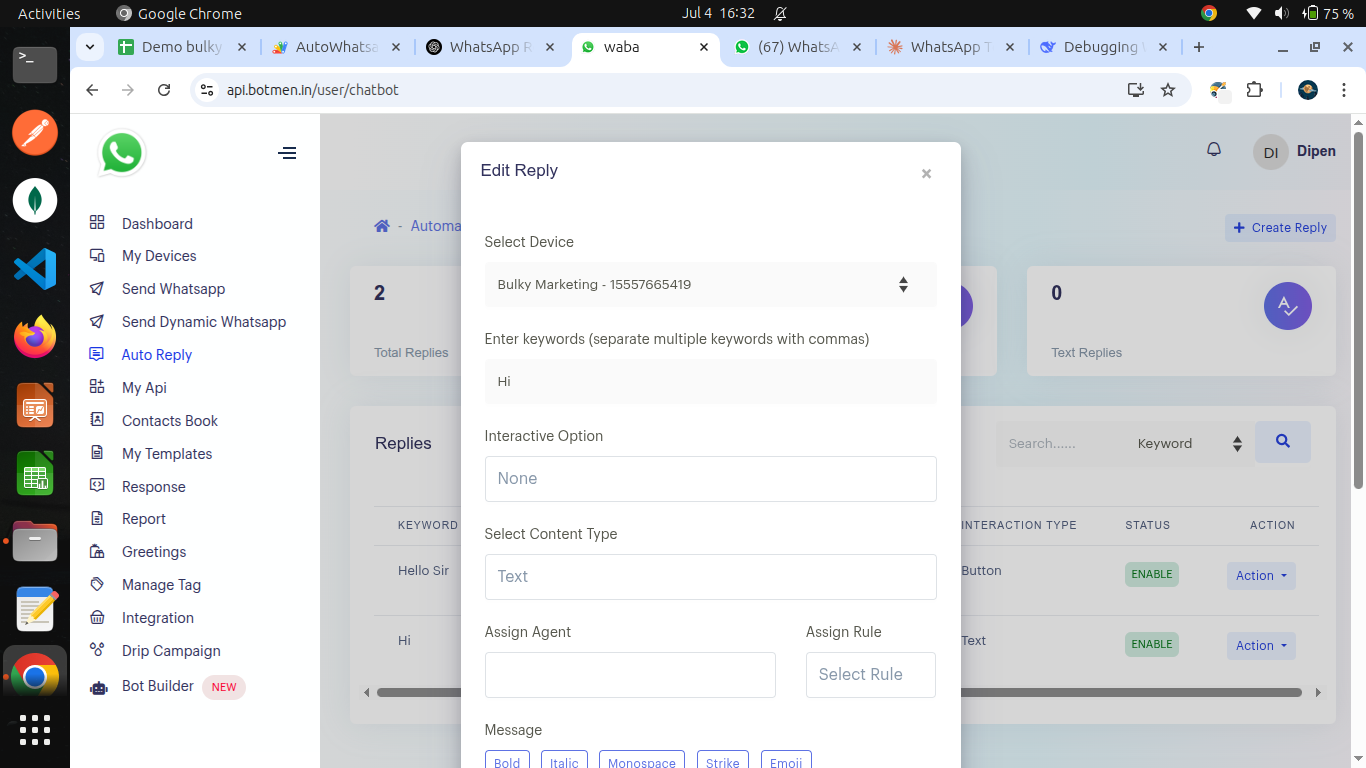 Activities
Google Chrome
Jul 4 16:32
75 %
Demo bulky
AutoWhatsa
WhatsApp R
waba
(67) WhatsA
WhatsApp T
Debugging
api.botmen.in/user/chatbot
DI
Dipen
Dashboard
My Devices
Send Whatsapp
Send Dynamic Whatsapp
Auto Reply
My Api
Contacts Book
My Templates
Response
Report
Greetings
Manage Tag
Integration
Drip Campaign
Bot Builder NEW
- Automa
Create Reply
2
Total Replies
0
Text Replies
Replies
Search......
Keyword
KEYWORD
INTERACTION TYPE
STATUS
ACTION
Hello Sir
Button
ENABLE
Action
Hi
Text
ENABLE
Action
Edit Reply
×
Select Device
Bulky Marketing - 15557665419
Enter keywords (separate multiple keywords with commas)
Hi
Interactive Option
None
Select Content Type
Text
Assign Agent
Assign Rule
Select Rule
Message
Bold
Italic
Monospace
Strike
Emoji